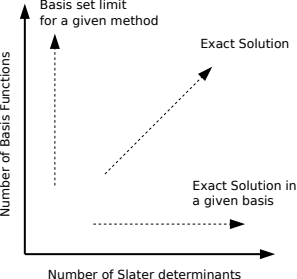 Basis set limit
for a given method
Exact Solution
Number of Basis Functions
Exact Solution in
a given basis
Number of Slater determinants